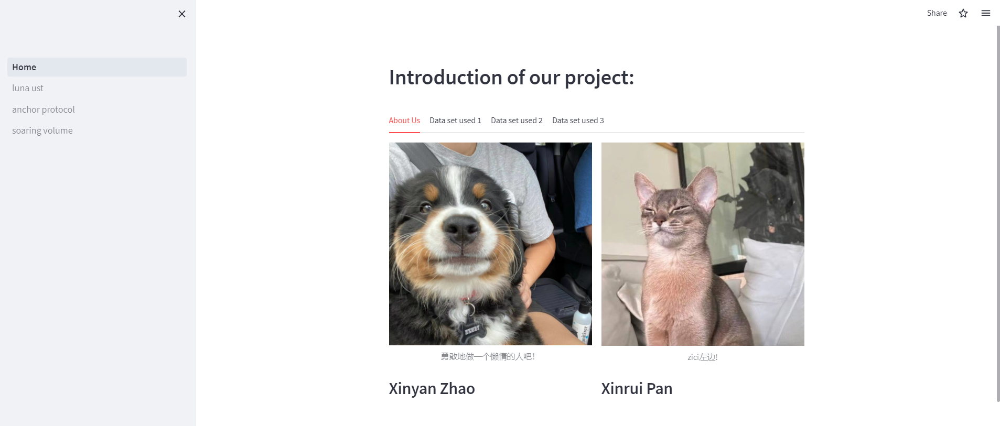 Share
Home
luna ust
anchor protocol
soaring volume
Introduction of our project:
About Us
Data set used 1
Data set used 2
Data set used 3
HENRY
anitizer
勇敢地做一个懒惰的人吧!
zici左边!
Xinyan Zhao
Xinrui Pan